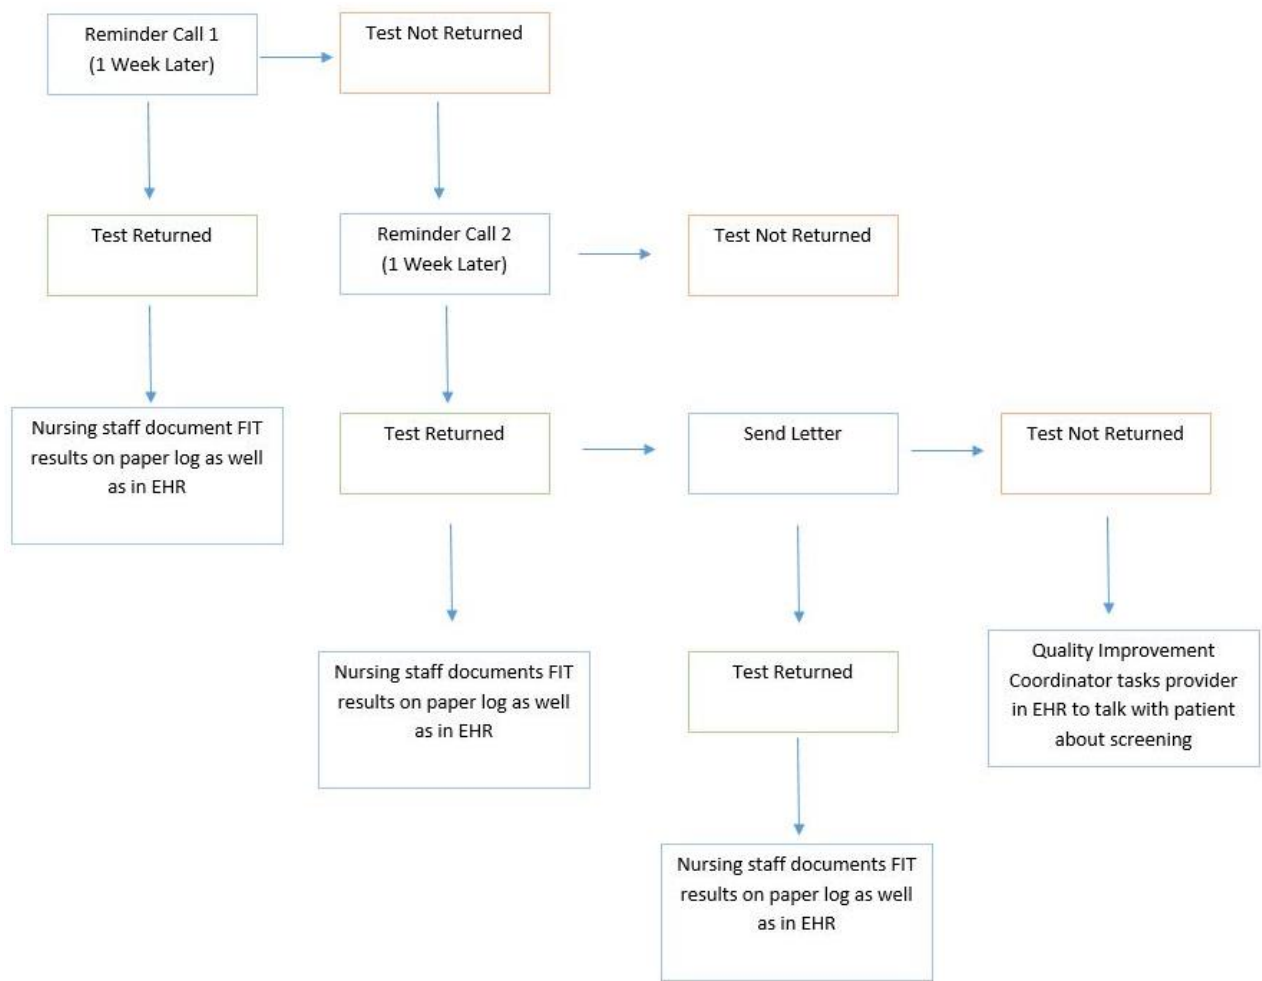 Reminder Call 1
(1 Week Later)
Test Not Returned
Test Returned
Reminder Call 2
(1 Week Later)
Test Not Returned
Nursing staff document FIT
results on paper log as well
as in EHR
Test Returned
Send Letter
Test Not Returned
Nursing staff documents FIT
results on paper log as well
as in EHR
Test Returned
Quality Improvement
Coordinator tasks provider
in EHR to talk with patient
about screening
Nursing staff documents FIT
results on paper log as well
as in EHR